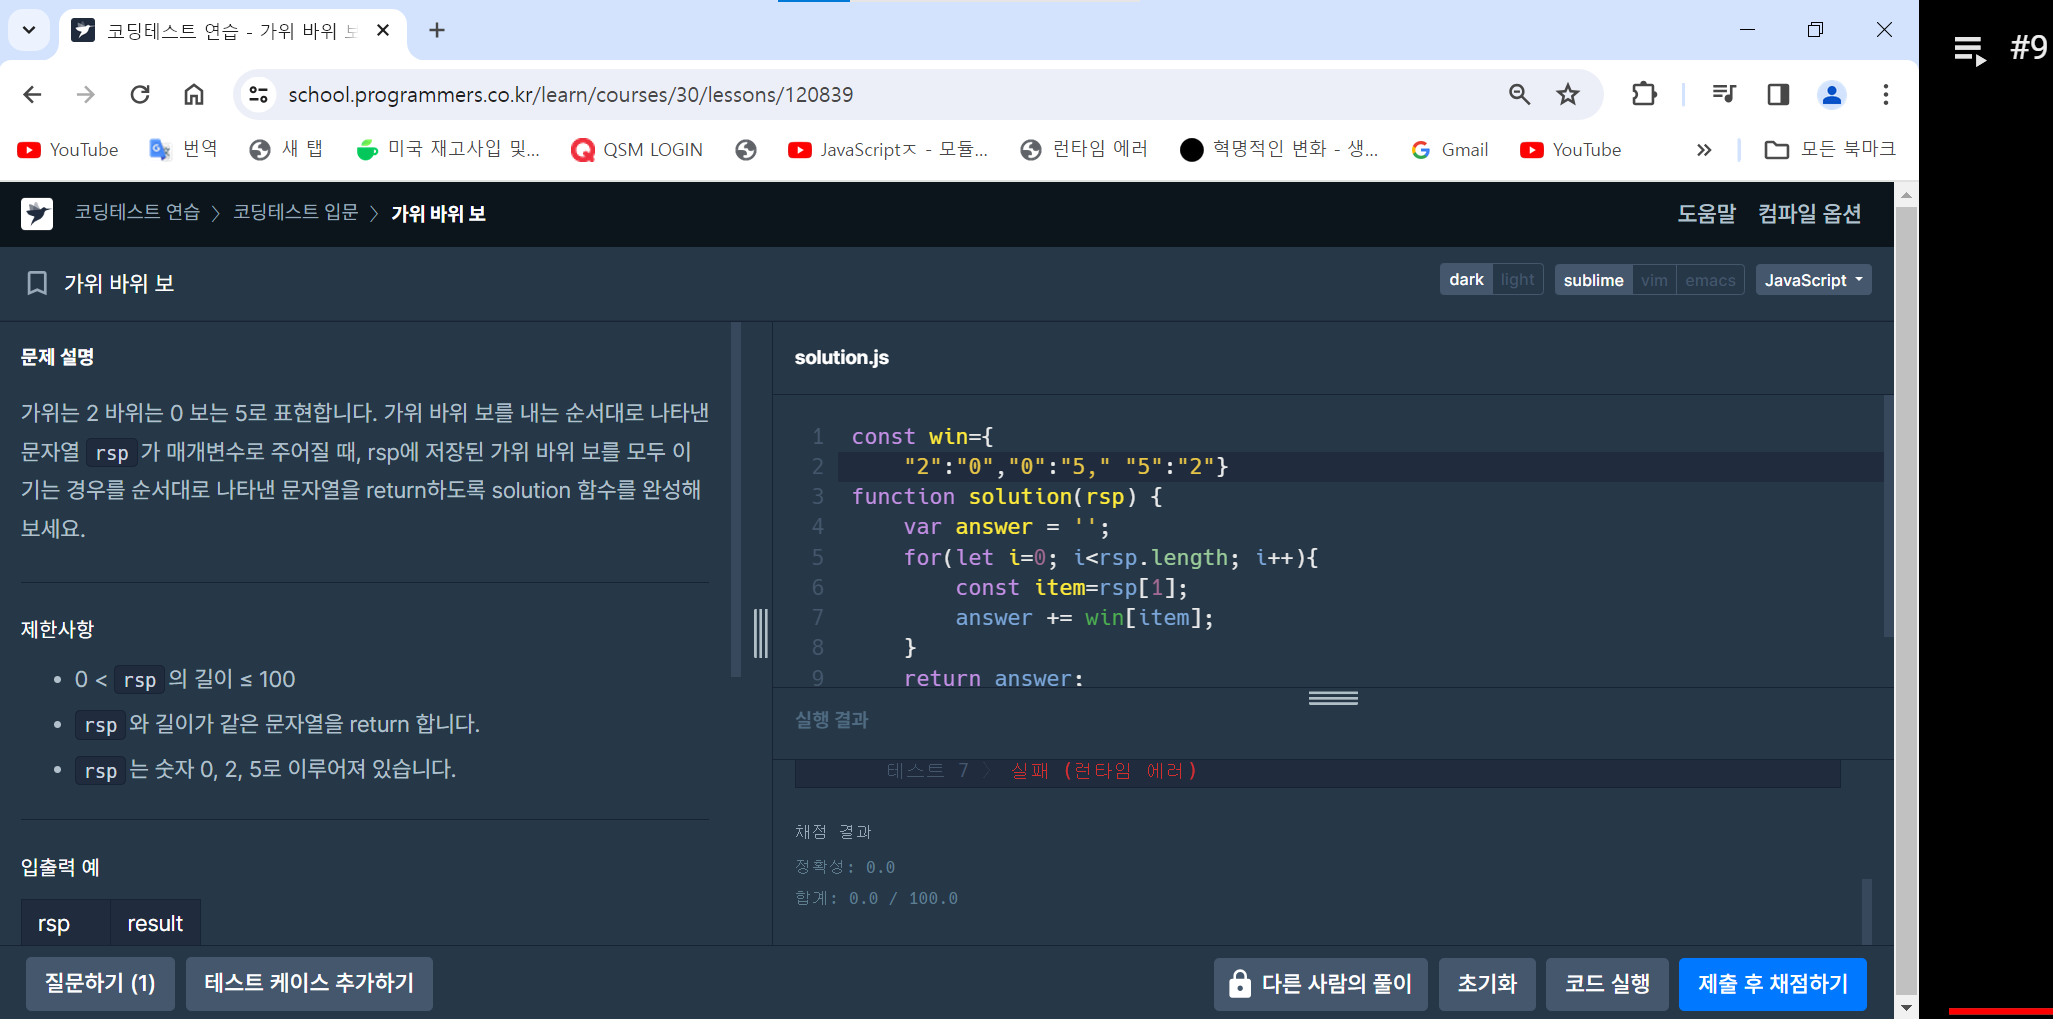 코딩테스트 연습 - 가위 바위 보
#9
school.programmers.co.kr/learn/courses/30/lessons/120839
YouTube
번역
새 탭
미국 재고사입 및...
QSM LOGIN
JavaScriptㅈ - 모듈...
런타임 에러
혁명적인 변화 - 생...
Gmail
YouTube
모든 북마크
코딩테스트 연습 > 코딩테스트 입문 > 가위 바위 보
도움말 컴파일 옵션
가위 바위 보
dark light sublime vim emacs JavaScript
문제 설명
가위는 2 바위는 0 보는 5로 표현합니다. 가위 바위 보를 내는 순서대로 나타낸
문자열 rsp가 매개변수로 주어질 때, rsp에 저장된 가위 바위 보를 모두 이
기는 경우를 순서대로 나타낸 문자열을 return하도록 solution 함수를 완성해
보세요.
제한사항
• 0 < rsp의 길이 ≤ 100
• rsp와 길이가 같은 문자열을 return 합니다.
• rsp는 숫자 0, 2, 5로 이루어져 있습니다.
입출력 예
rsp result
solution.js
1 const win={
2 "2":"0","0":"5," "5":"2"}
3 function solution(rsp) {
4 var answer = '';
5 for(let i=0; i<rsp.length; i++){
6 const item=rsp[1];
7 answer += win[item];
8 }
9 return answer;
실행 결과
테스트 7 > 실패 (런타임 에러)
채점 결과
정확성: 0.0
합계: 0.0 / 100.0
질문하기 (1)
테스트 케이스 추가하기
다른 사람의 풀이
초기화
코드 실행
제출 후 채점하기